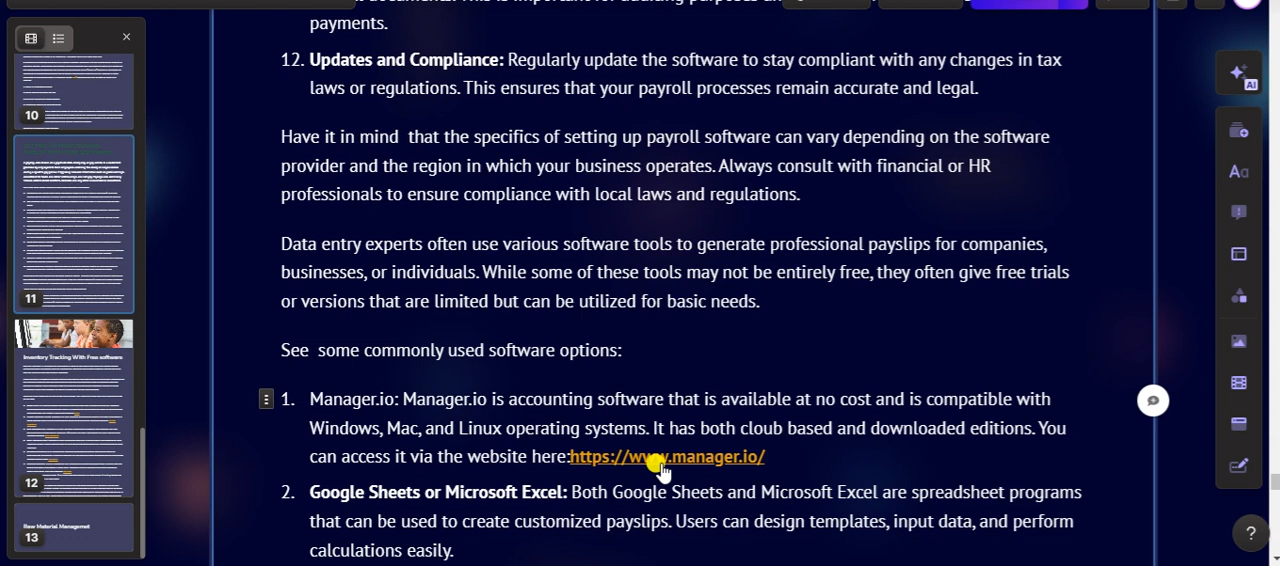 payments.
12. Updates and Compliance: Regularly update the software to stay compliant with any changes in tax
laws or regulations. This ensures that your payroll processes remain accurate and legal.
Have it in mind that the specifics of setting up payroll software can vary depending on the software
provider and the region in which your business operates. Always consult with financial or HR
professionals to ensure compliance with local laws and regulations.
Data entry experts often use various software tools to generate professional payslips for companies,
businesses, or individuals. While some of these tools may not be entirely free, they often give free trials
or versions that are limited but can be utilized for basic needs.
See some commonly used software options:
1. Manager.io: Manager.io is accounting software that is available at no cost and is compatible with
Windows, Mac, and Linux operating systems. It has both cloub based and downloaded editions. You
can access it via the website here:https://www.manager.io/
2. Google Sheets or Microsoft Excel: Both Google Sheets and Microsoft Excel are spreadsheet programs
that can be used to create customized payslips. Users can design templates, input data, and perform
calculations easily.
10
11
Inventory Tracking With Free software
12
Raw Material Managemet
13
AI
Aa
?